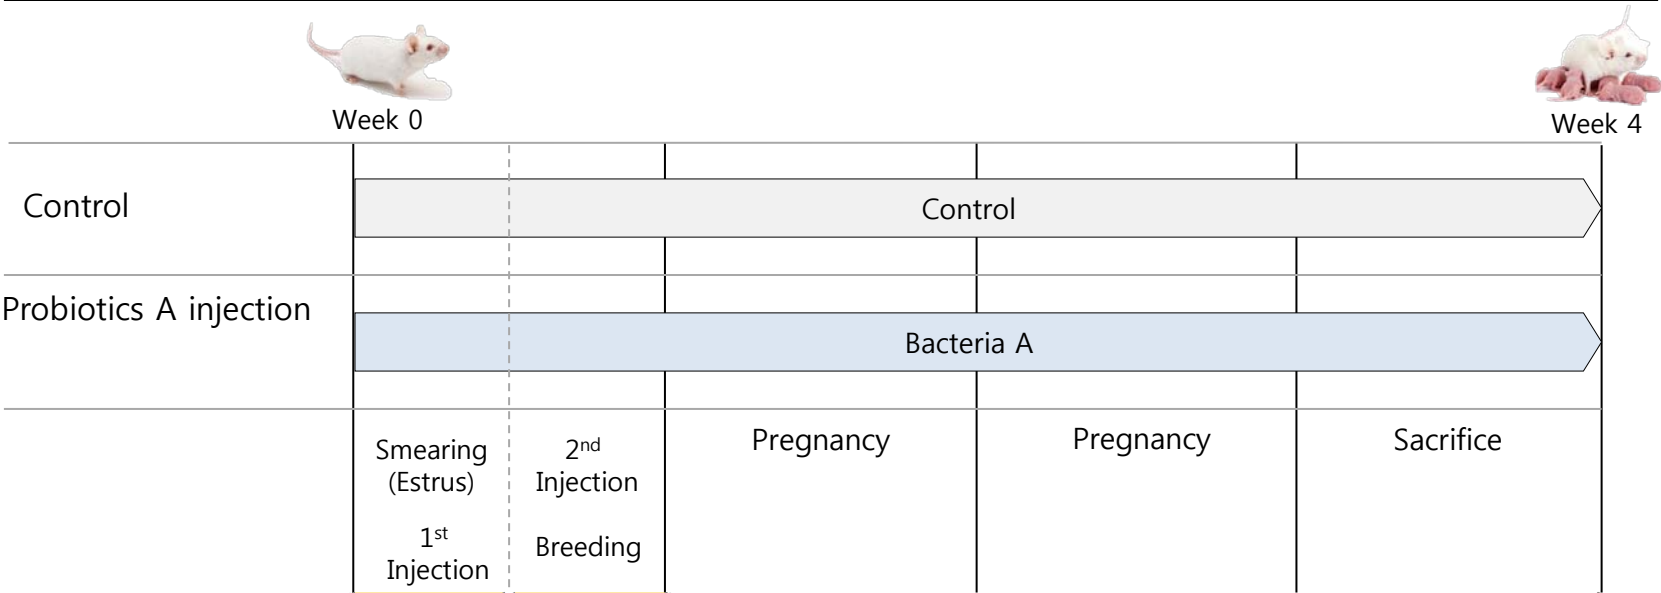 Week 0
Week 4
Control
Control
Probiotics A injection
Bacteria A
Smearing
(Estrus)
1st
Injection
2nd
Injection
Breeding
Pregnancy
Pregnancy
Sacrifice